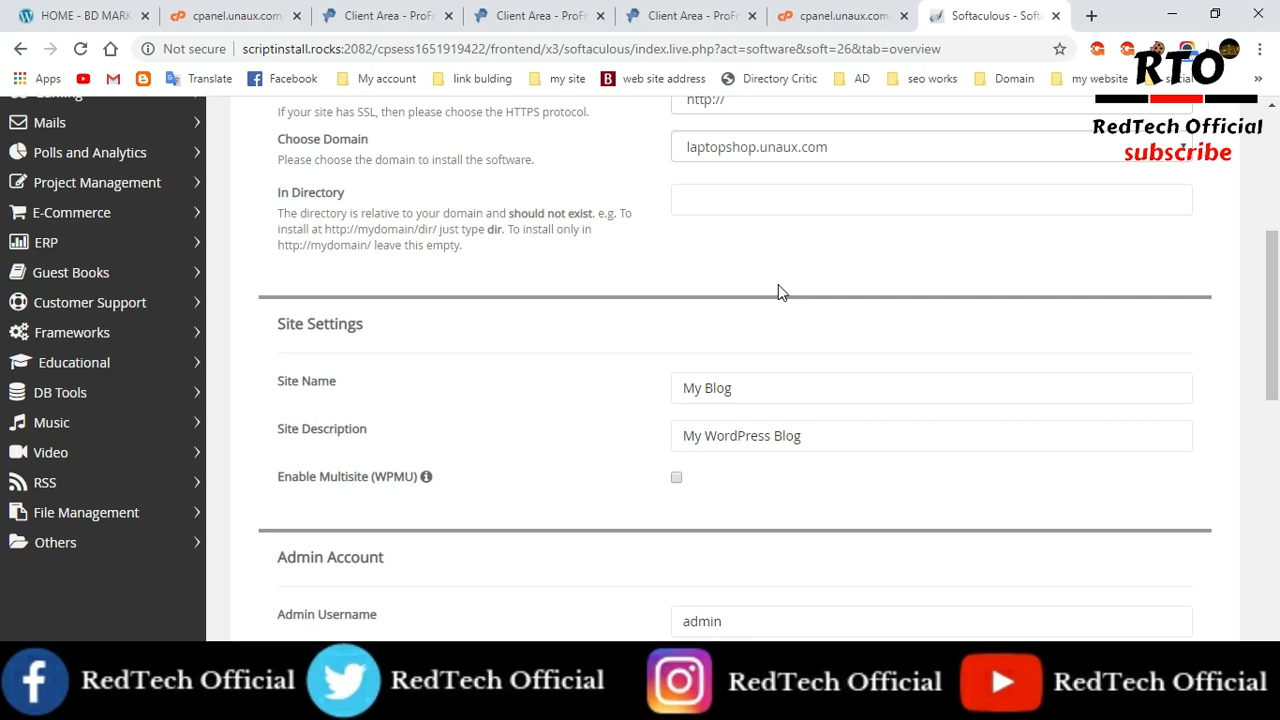 HOME - BD MARK
cpanel.unaux.com
Client Area - ProFr
Client Area - ProFr
Client Area - ProFr
cpanel.unaux.com
Softaculous - Soft
Not secure
scriptinstall.rocks:2082/cpsess1651919422/frontend/x3/softaculous/index.live.php?act=software&soft=26&tab=overview
Apps
Translate
Facebook
My account
link bulding
my site
web site address
Directory Critic
AD
seo works
Domain
my website
RTO
RedTech Official
subscribe
Mails
Polls and Analytics
Project Management
E-Commerce
ERP
Guest Books
Customer Support
Frameworks
Educational
DB Tools
Music
Video
RSS
File Management
Others
http://
If your site has SSL, then please choose the HTTPS protocol.
Choose Domain
Please choose the domain to install the software.
laptopshop.unaux.com
In Directory
The directory is relative to your domain and should not exist. e.g. To
install at http://mydomain/dir/ just type dir. To install only in
http://mydomain/ leave this empty.
Site Settings
Site Name
My Blog
Site Description
My WordPress Blog
Enable Multisite (WPMU)
Admin Account
Admin Username
admin
RedTech Official
RedTech Official
RedTech Official
RedTech Official